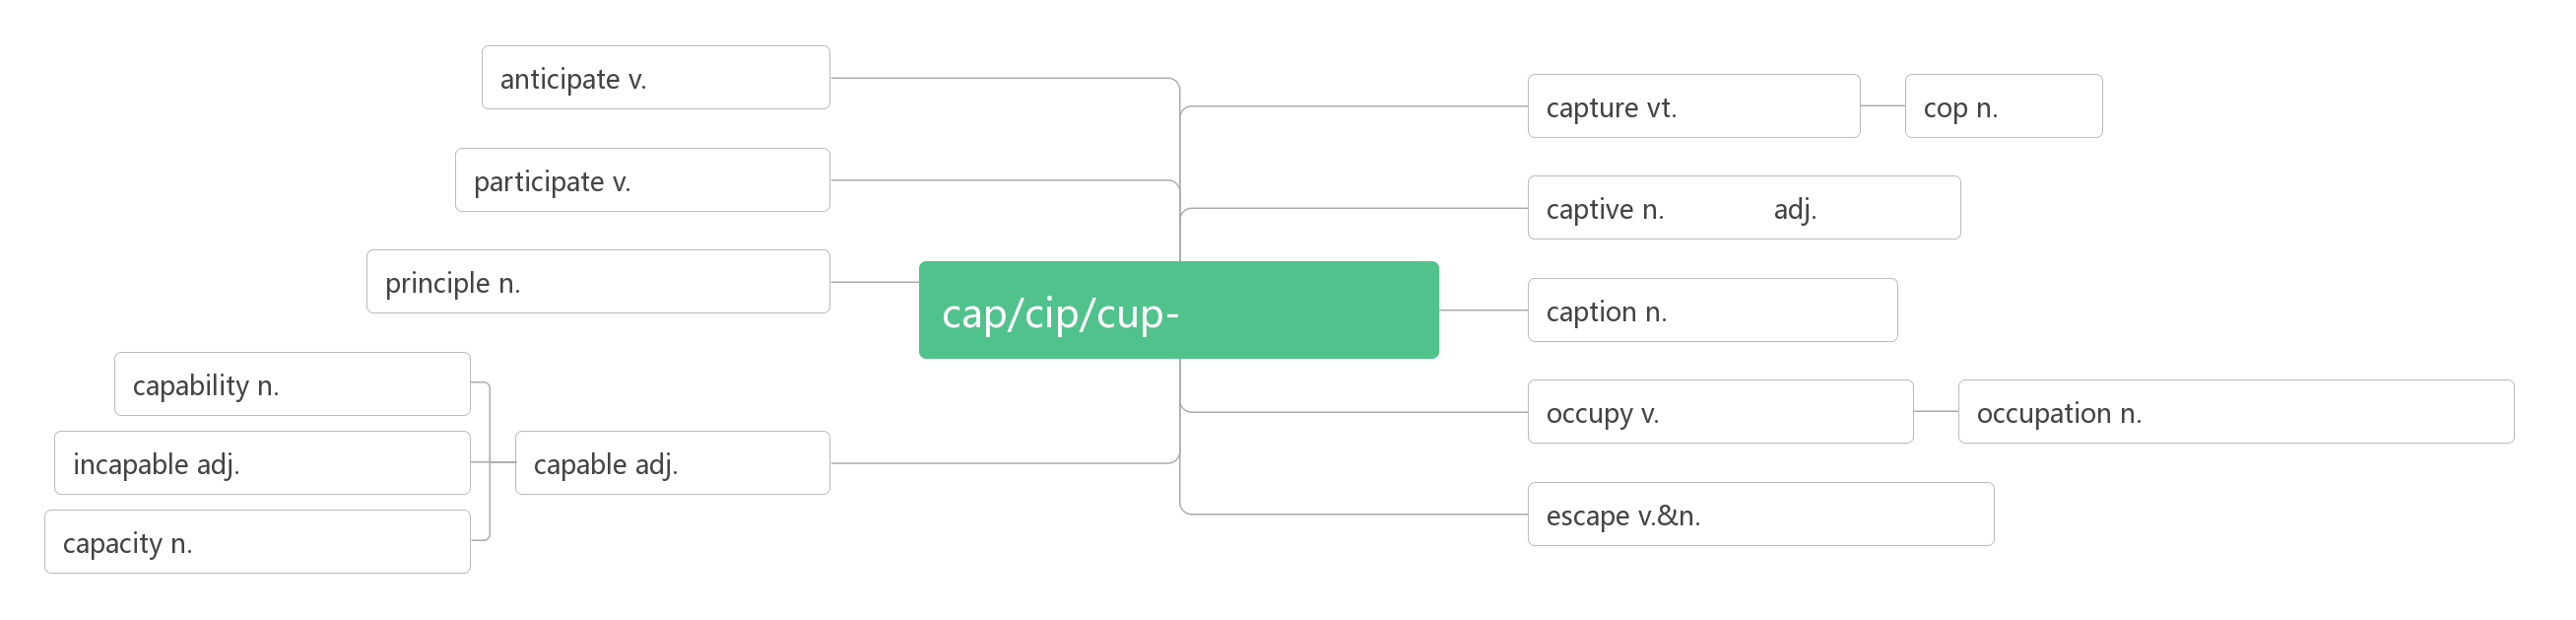 anticipate v.
participate v.
principle n.
capability n.
incapable adj.
capacity n.
capable adj.
cap/cip/cup-
capture vt.
cop n.
captive n. adj.
caption n.
occupy v.
occupation n.
escape v.&n.